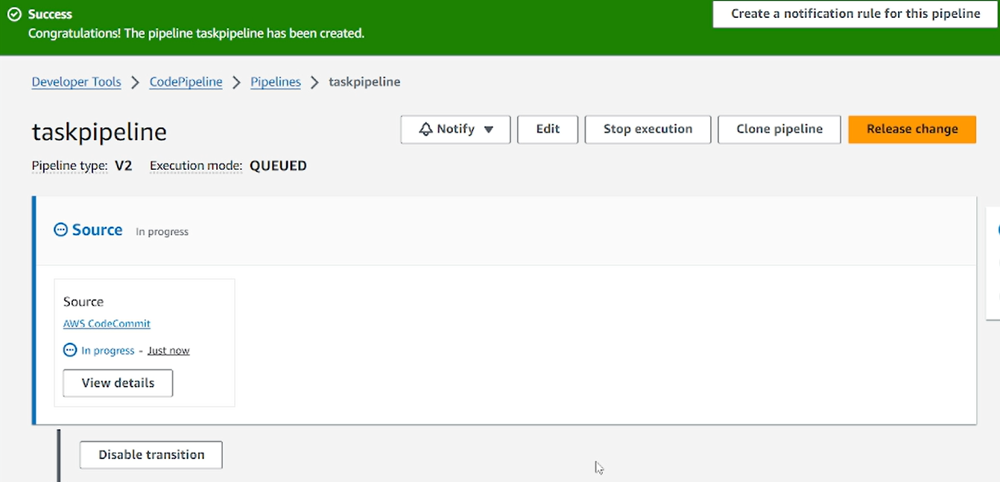 Success
Congratulations! The pipeline taskpipeline has been created.
Create a notification rule for this pipeline
Developer Tools > CodePipeline > Pipelines > taskpipeline
taskpipeline
Notify ▼ Edit Stop execution Clone pipeline Release change
Pipeline type: V2 Execution mode: QUEUED
Source In progress
Source
AWS CodeCommit
In progress - Just now
View details
Disable transition